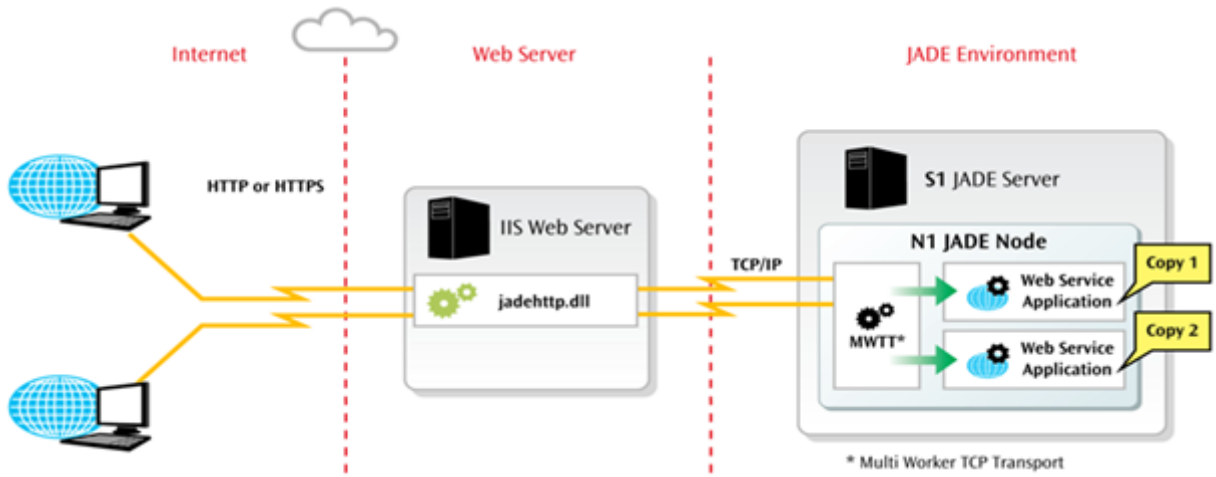 Internet
Web Server
JADE Environment
HTTP or HTTPS
IIS Web Server
jadehttp.dll
TCP/IP
S1 JADE Server
N1 JADE Node
MWTT*
Web Service
Application
Copy 1
Web Service
Application
Copy 2
* Multi Worker TCP Transport